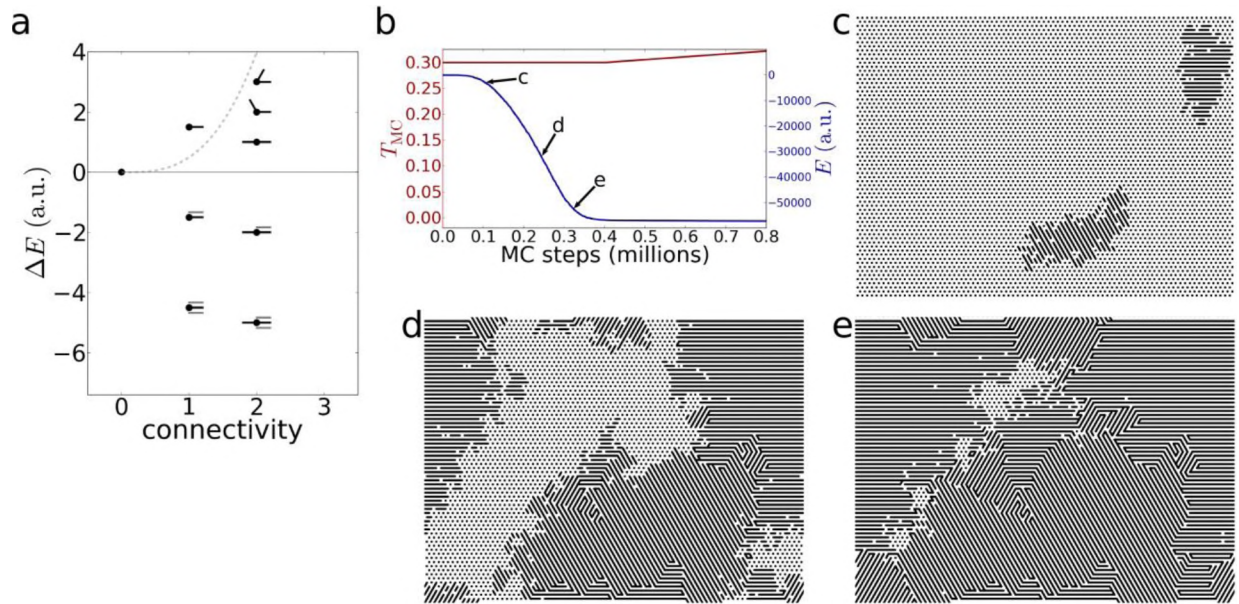 a
4
2
0
−2
−4
−6
ΔE (a.u.)
0 1 2 3
connectivity
b
0.30
0.25
0.20
0.15
0.10
0.05
0.00
T_MC
c
d
e
0
−10000
−20000
−30000
−40000
−50000
E (a.u.)
0.0 0.1 0.2 0.3 0.4 0.5 0.6 0.7 0.8
MC steps (millions)
c
d
e